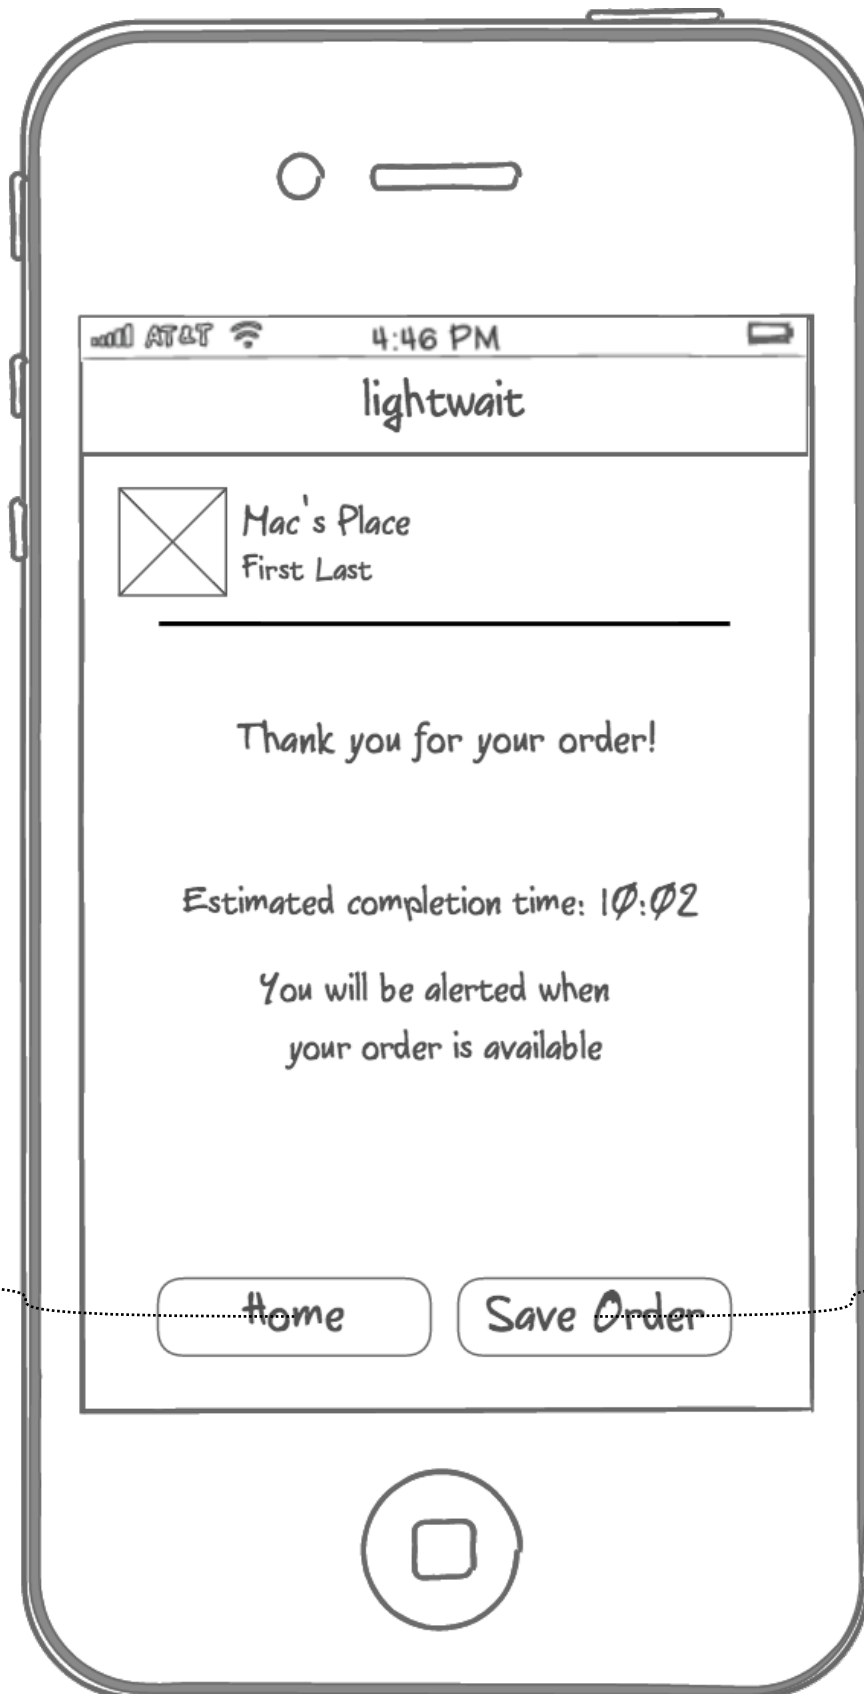 AT&T 4:46 PM
lightwait
Mac's Place
First Last
Thank you for your order!
Estimated completion time: 10:02
You will be alerted when
your order is available
Home Save Order